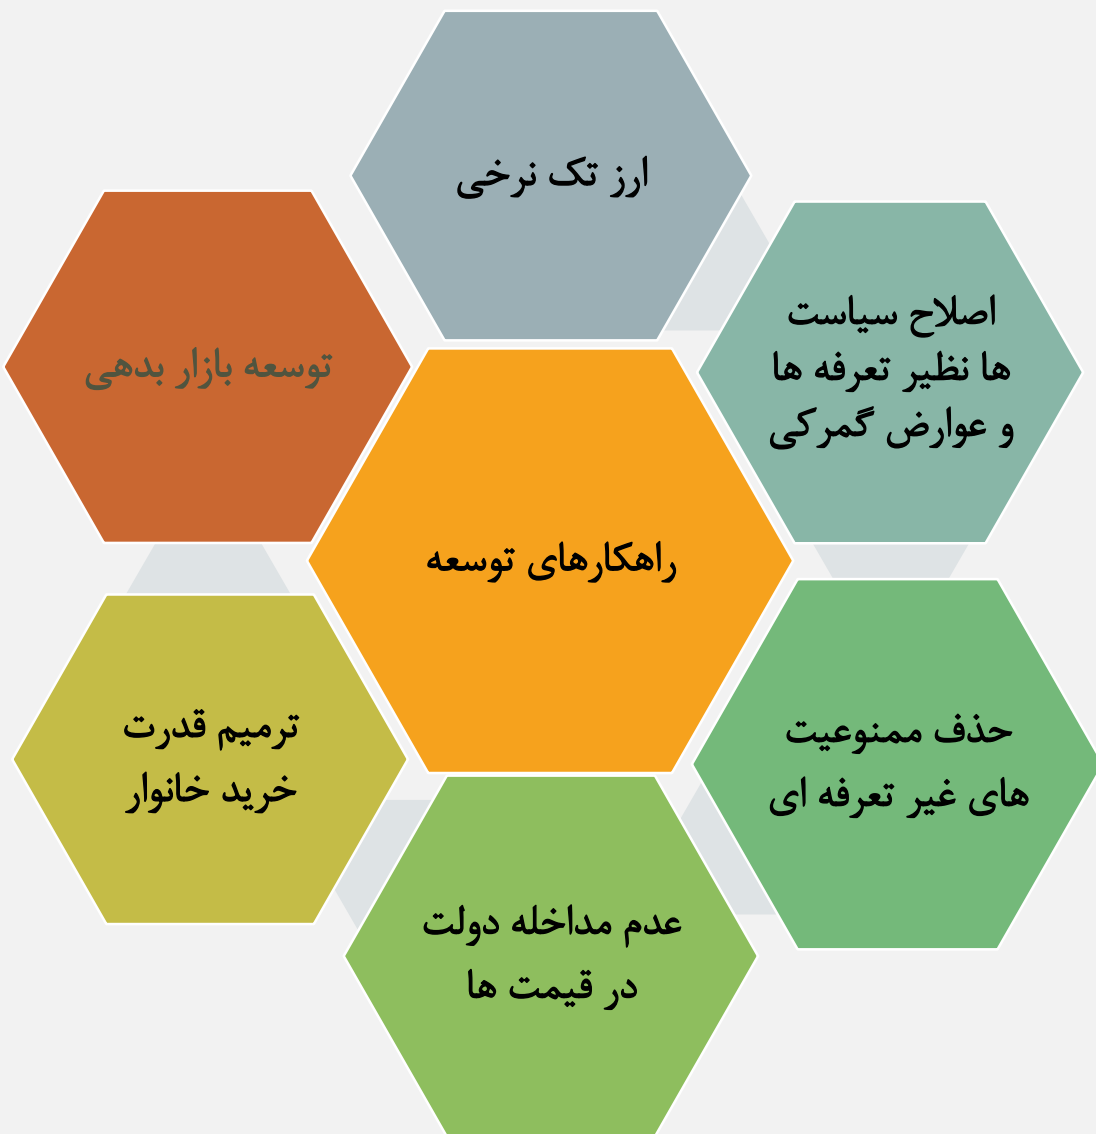 ارز تک نرخی
اصلاح سیاست
ها نظیر تعرفه ها
و عوارض گمرکی
توسعه بازار بدهی
راهکارهای توسعه
حذف ممنوعیت
های غیر تعرفه ای
ترمیم قدرت
خرید خانوار
عدم مداخله دولت
در قیمت ها